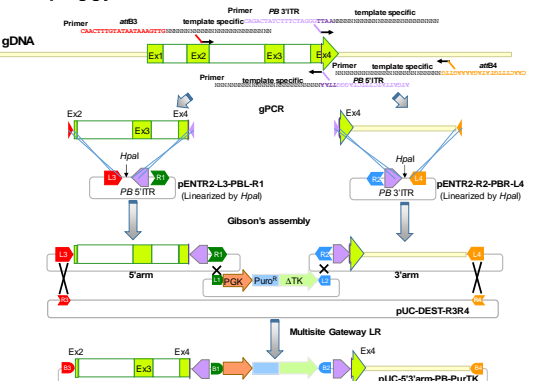 Primer PB 3'ITR
attB3
template specific
CAACTTTGTATAATAAAGTTG
template specific
gDNA
Ex1 Ex2 Ex3 Ex4
Primer template specific attB4
Primer
template specific
PB 5'ITR
gPCR
Ex2 Ex4 Ex4
Ex3
HpaI HpaI
L3 R1 R2 L4
PB 5'ITR pENTR2-L3-PBL-R1
(Linearized by HpaI)
PB 3'ITR pENTR2-R2-PBR-L4
(Linearized by HpaI)
Gibson's assembly
L3 R1 R2 L4
5'arm 3'arm
L1 PGK PuroR ΔTK L2
R3 R4
pUC-DEST-R3R4
Multisite Gateway LR
Ex2 Ex4 Ex4
B3 Ex3 B1 B2 B4
pUC-5'3'arm-PB-PurTK